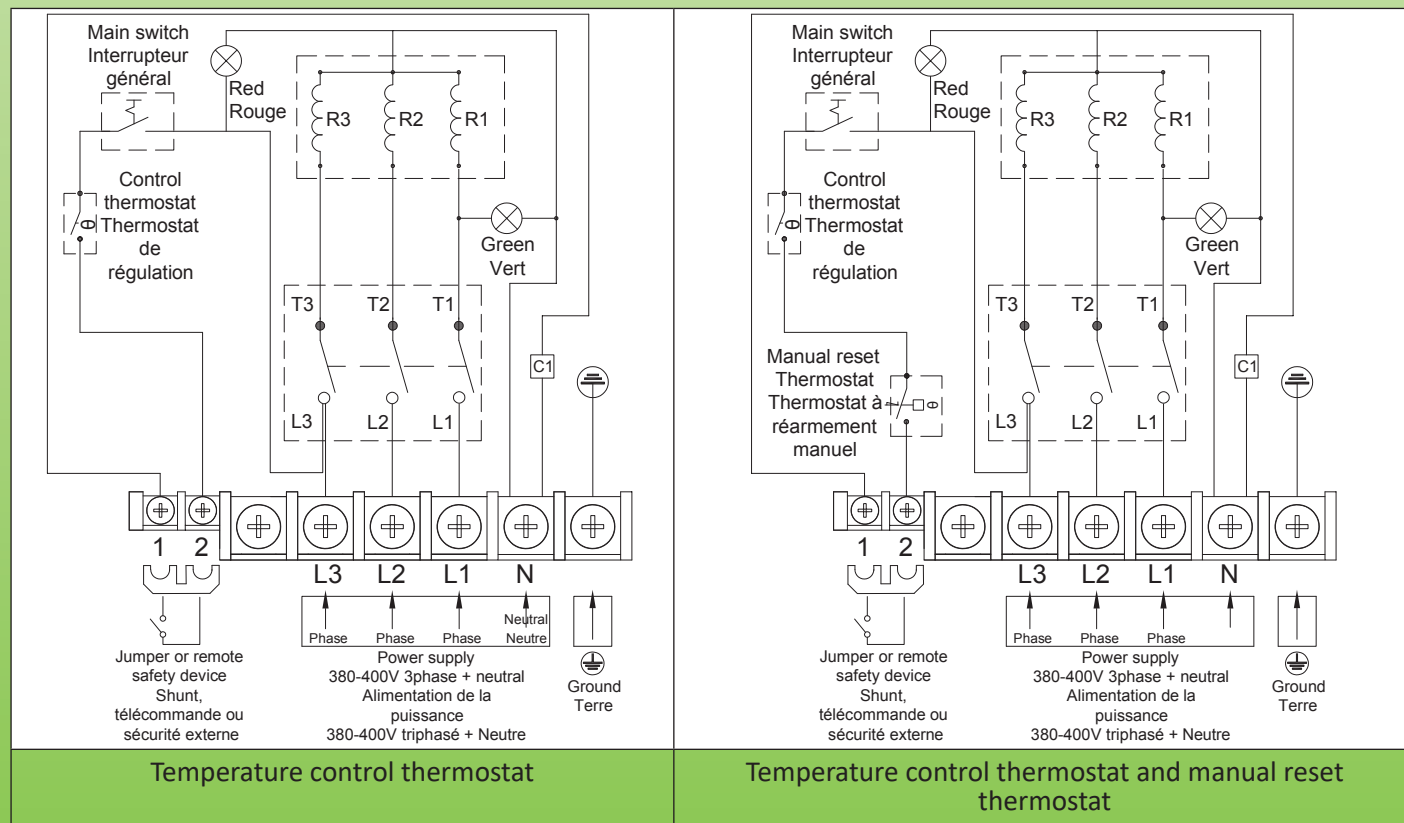 Main switch
Interrupteur
général
Red
Rouge
R3
R2
R1
Control
thermostat
Thermostat
de
régulation
θ
Green
Vert
T3
T2
T1
C1
L3
L2
L1
1
2
L3
L2
L1
N
Phase
Phase
Phase
Neutral
Neutre
Jumper or remote
safety device
Shunt,
télécommande ou
sécurité externe
Power supply
380-400V 3phase + neutral
Alimentation de la
puissance
380-400V triphasé + Neutre
Ground
Terre
Temperature control thermostat
Main switch
Interrupteur
général
Red
Rouge
R3
R2
R1
Control
thermostat
Thermostat
de
régulation
θ
Green
Vert
T3
T2
T1
Manual reset
Thermostat
Thermostat à
réarmement
manuel
θ
C1
L3
L2
L1
1
2
L3
L2
L1
N
Phase
Phase
Phase
Jumper or remote
safety device
Shunt,
télécommande ou
sécurité externe
Power supply
380-400V 3phase + neutral
Alimentation de la
puissance
380-400V triphasé + Neutre
Ground
Terre
Temperature control thermostat and manual reset
thermostat